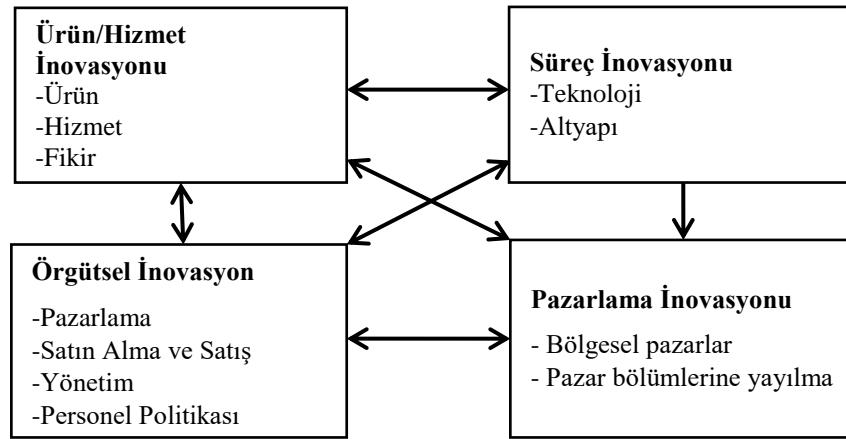 Ürün/Hizmet
İnovasyonu
-Ürün
-Hizmet
-Fikir
Süreç İnovasyonu
-Teknoloji
-Altyapı
Örgütsel İnovasyon
-Pazarlama
-Satın Alma ve Satış
-Yönetim
-Personel Politikası
Pazarlama İnovasyonu
- Bölgesel pazarlar
- Pazar bölümlerine yayılma